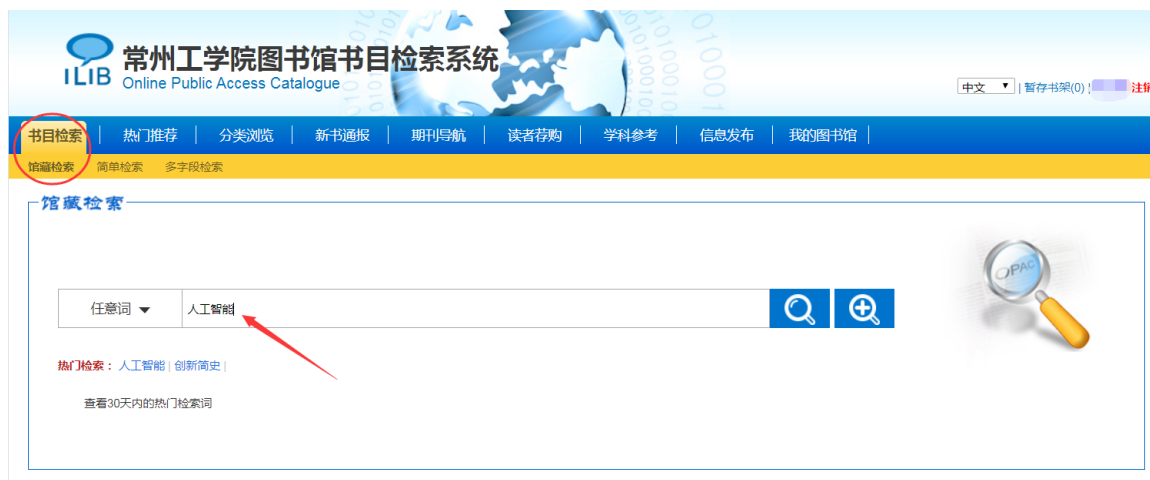 ILIB
常州工学院图书馆书目检索系统
Online Public Access Catalogue
中文 ▼ | 暂存书架(0) | 注销
书目检索 | 热门推荐 | 分类浏览 | 新书通报 | 期刊导航 | 读者荐购 | 学科参考 | 信息发布 | 我的图书馆 |
馆藏检索 简单检索 多字段检索
馆藏检索
OPAC
任意词 ▼ 人工智能
热门检索： 人工智能 | 创新简史 |
查看30天内的热门检索词